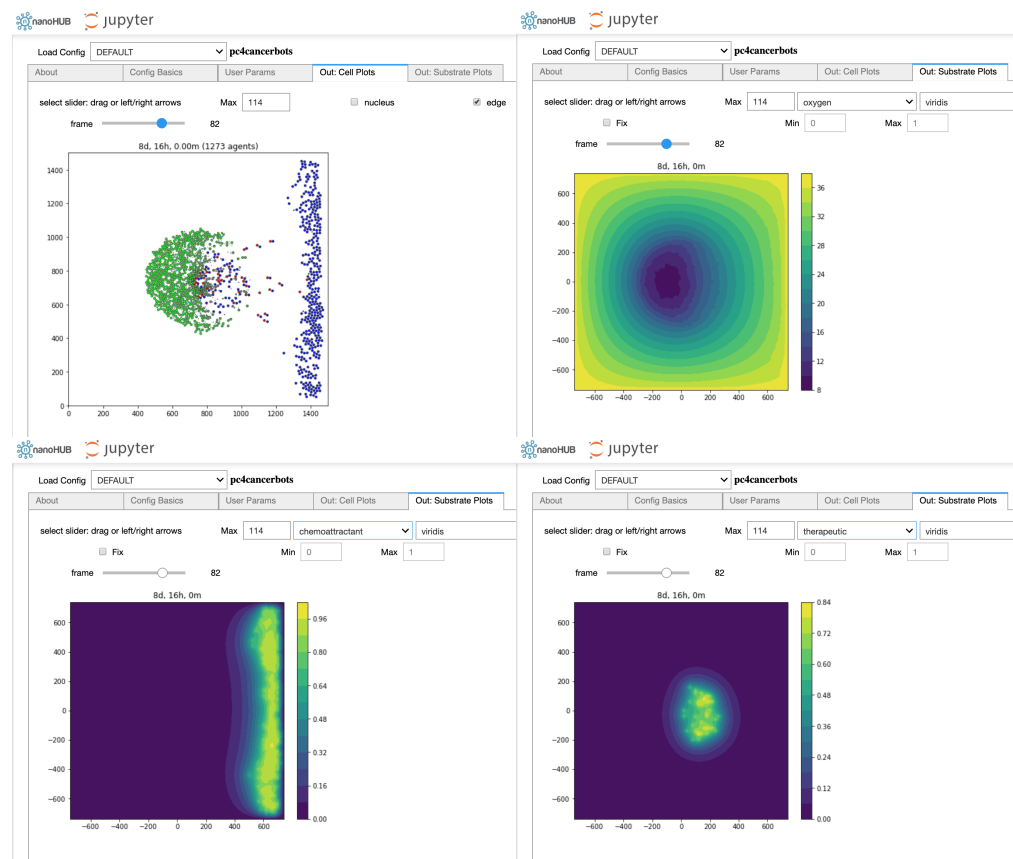 nanoHUB jupyter
Load Config DEFAULT pc4cancerbots
About Config Basics User Params Out: Cell Plots Out: Substrate Plots
select slider: drag or left/right arrows Max 114 nucleus edge
frame 82
8d, 16h, 0.00m (1273 agents)
1400
1200
1000
800
600
400
200
0
0 200 400 600 800 1000 1200 1400
nanoHUB jupyter
Load Config DEFAULT pc4cancerbots
About Config Basics User Params Out: Cell Plots Out: Substrate Plots
select slider: drag or left/right arrows Max 114 oxygen viridis
Fix Min 0 Max 1
frame 82
8d, 16h, 0m
600
400
200
0
−200
−400
−600
−600 −400 −200 0 200 400 600
36
32
28
24
20
16
12
8
nanoHUB jupyter
Load Config DEFAULT pc4cancerbots
About Config Basics User Params Out: Cell Plots Out: Substrate Plots
select slider: drag or left/right arrows Max 114 chemoattractant viridis
Fix Min 0 Max 1
frame 82
8d, 16h, 0m
600
400
200
0
−200
−400
−600
−600 −400 −200 0 200 400 600
0.96
0.80
0.64
0.48
0.32
0.16
0.00
nanoHUB jupyter
Load Config DEFAULT pc4cancerbots
About Config Basics User Params Out: Cell Plots Out: Substrate Plots
select slider: drag or left/right arrows Max 114 therapeutic viridis
Fix Min 0 Max 1
frame 82
8d, 16h, 0m
600
400
200
0
−200
−400
−600
−600 −400 −200 0 200 400 600
0.84
0.72
0.60
0.48
0.36
0.24
0.12
0.00